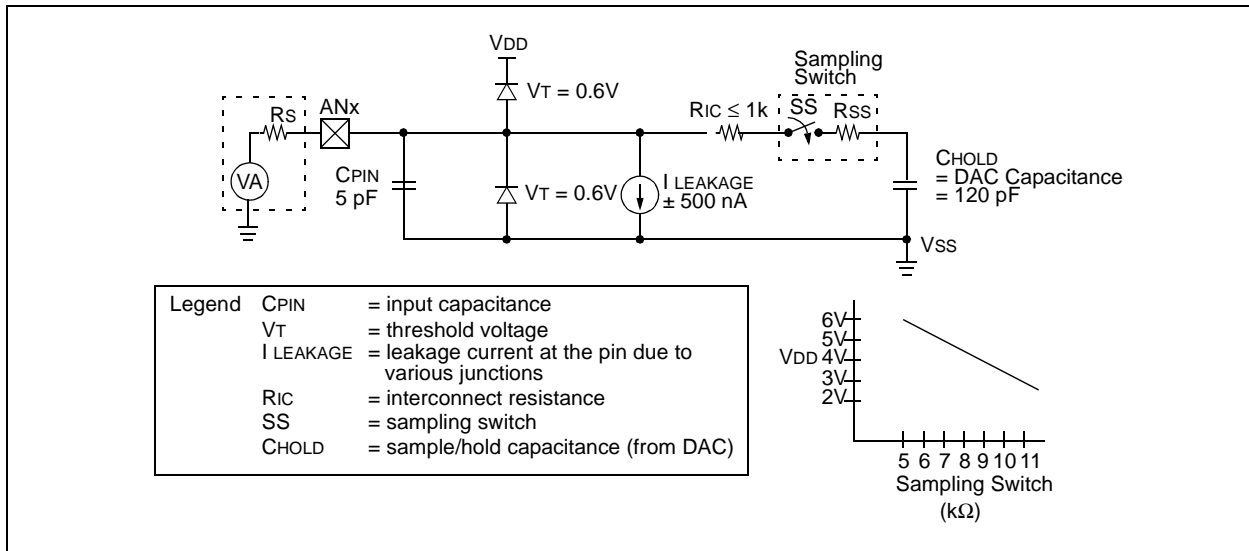 VDD
VT = 0.6V
Sampling
Switch
RS
ANx
RIC ≤ 1k
SS
RSS
VA
CPIN
5 pF
VT = 0.6V
I LEAKAGE
± 500 nA
CHOLD
= DAC Capacitance
= 120 pF
VSS
Legend CPIN = input capacitance
VT = threshold voltage
I LEAKAGE = leakage current at the pin due to
various junctions
RIC = interconnect resistance
SS = sampling switch
CHOLD = sample/hold capacitance (from DAC)
6V
5V
VDD 4V
3V
2V
5 6 7 8 9 10 11
Sampling Switch
(kΩ)